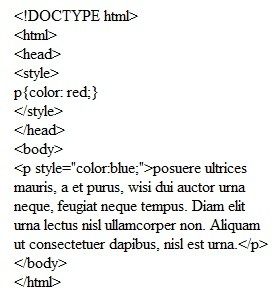 <!DOCTYPE html>
<html>
<head>
<style>
p{color: red;}
</style>
</head>
<body>
<p style="color:blue;">posuere ultrices
mauris, a et purus, wisi dui auctor urna
neque, feugiat neque tempus. Diam elit
urna lectus nisl ullamcorper non. Aliquam
ut consectetuer dapibus, nisl est urna.</p>
</body>
</html>